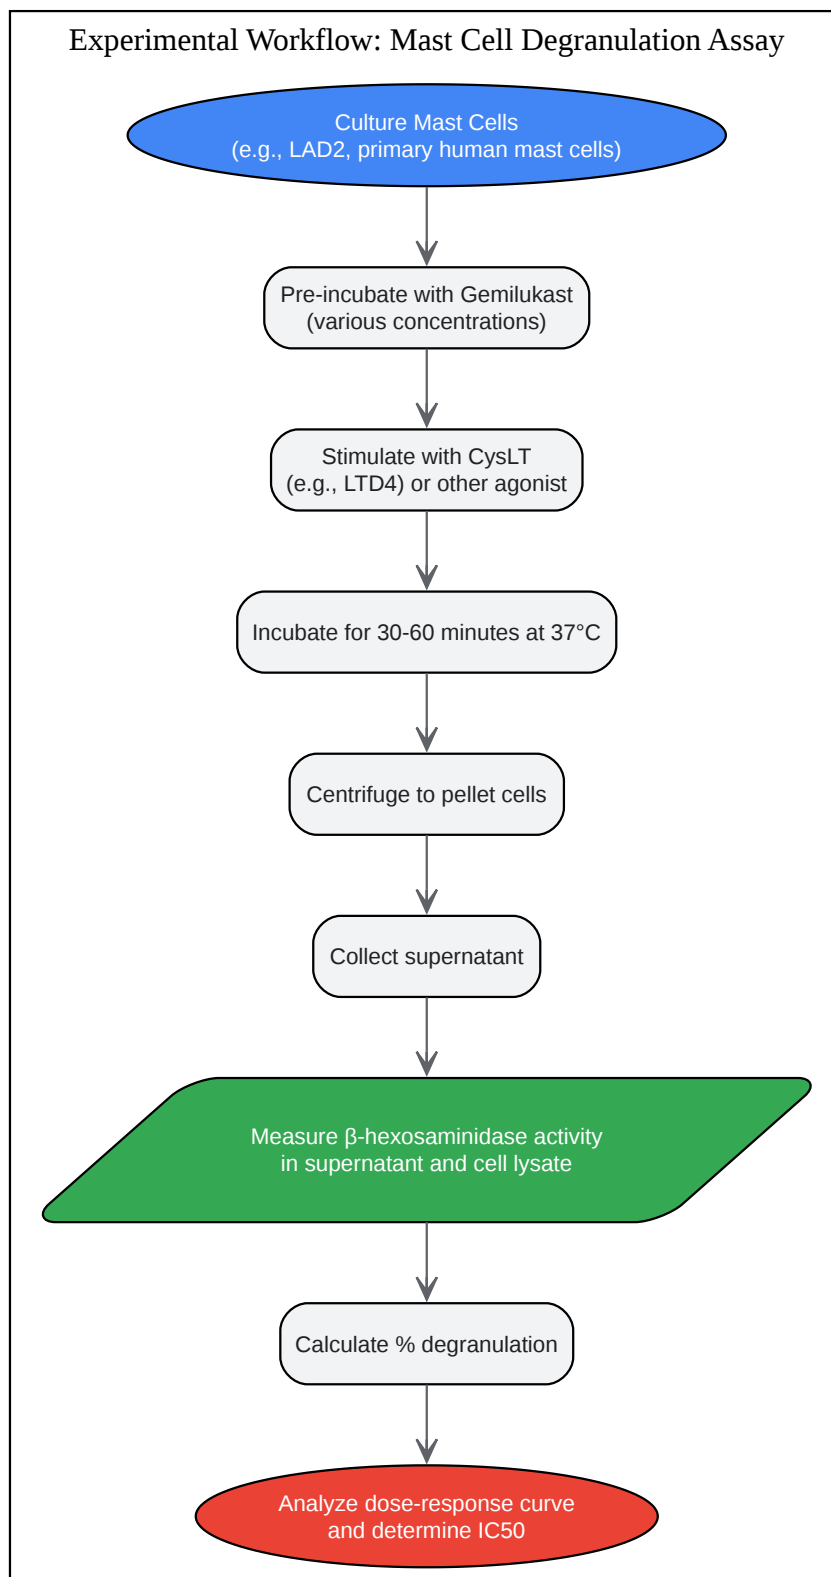 Experimental Workflow: Mast Cell Degranulation Assay
Culture Mast Cells
(e.g., LAD2, primary human mast cells)
Pre-incubate with Gemilukast
(various concentrations)
Stimulate with CysLT
(e.g., LTD4) or other agonist
Incubate for 30-60 minutes at 37°C
Centrifuge to pellet cells
Collect supernatant
Measure β-hexosaminidase activity
in supernatant and cell lysate
Calculate % degranulation
Analyze dose-response curve
and determine IC50